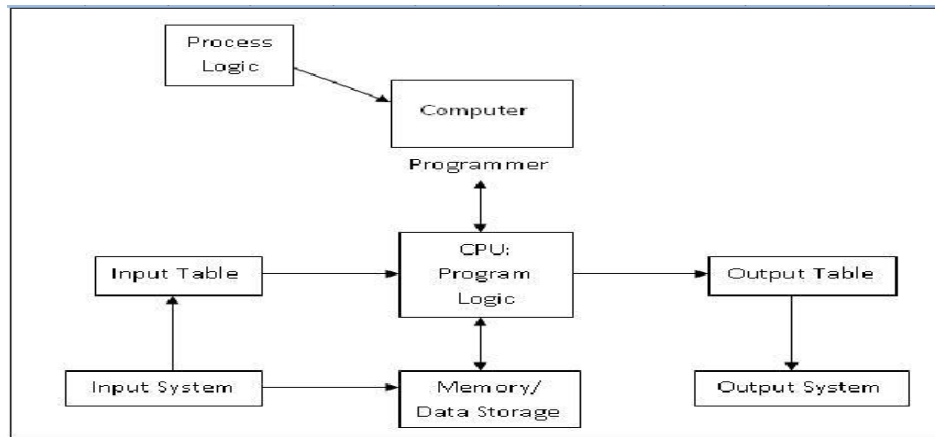 Process
Logic
Computer
Programmer
CPU:
Program
Logic
Input Table
Output Table
Input System
Memory/
Data Storage
Output System